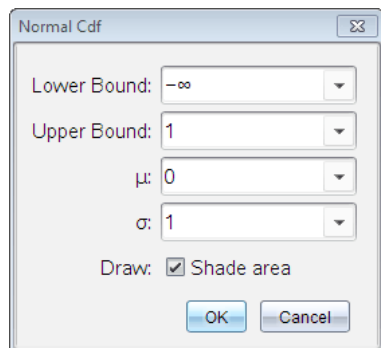 Normal Cdf
Lower Bound: −∞
Upper Bound: 1
μ: 0
σ: 1
Draw: Shade area
OK Cancel